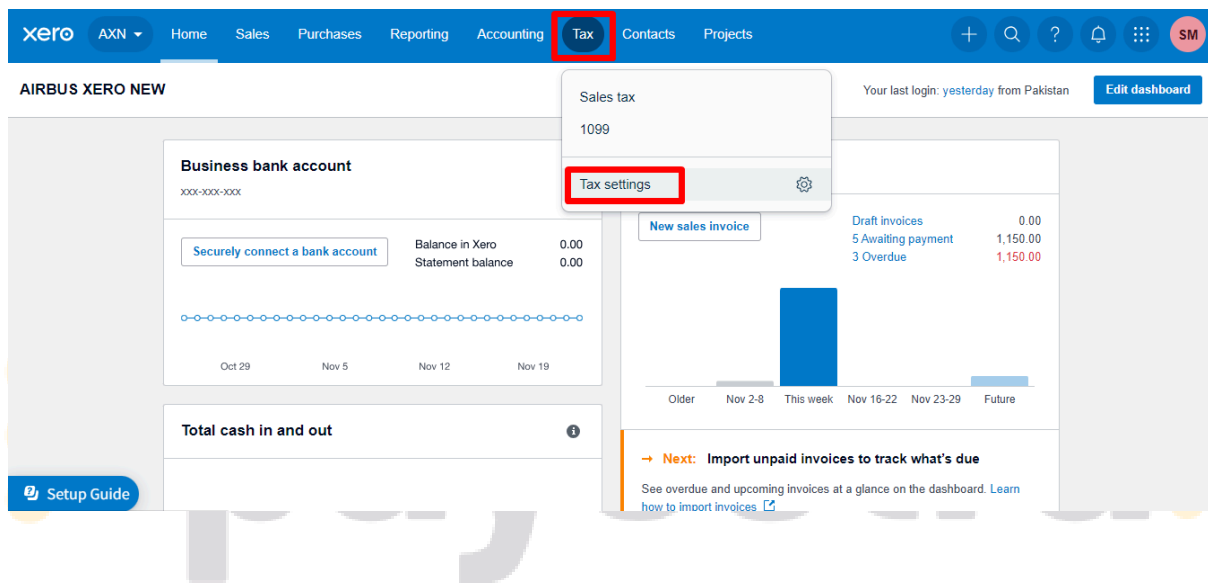 xero AXN Home Sales Purchases Reporting Accounting Tax Contacts Projects SM
AIRBUS XERO NEW
Your last login: yesterday from Pakistan
Edit dashboard
Sales tax
1099
Tax settings
Business bank account
xxx-xxx-xxx
Securely connect a bank account
Balance in Xero 0.00
Statement balance 0.00
Oct 29 Nov 5 Nov 12 Nov 19
New sales invoice
Draft invoices 0.00
5 Awaiting payment 1,150.00
3 Overdue 1,150.00
Older Nov 2-8 This week Nov 16-22 Nov 23-29 Future
Total cash in and out
→ Next: Import unpaid invoices to track what's due
See overdue and upcoming invoices at a glance on the dashboard. Learn
how to import invoices
Setup Guide